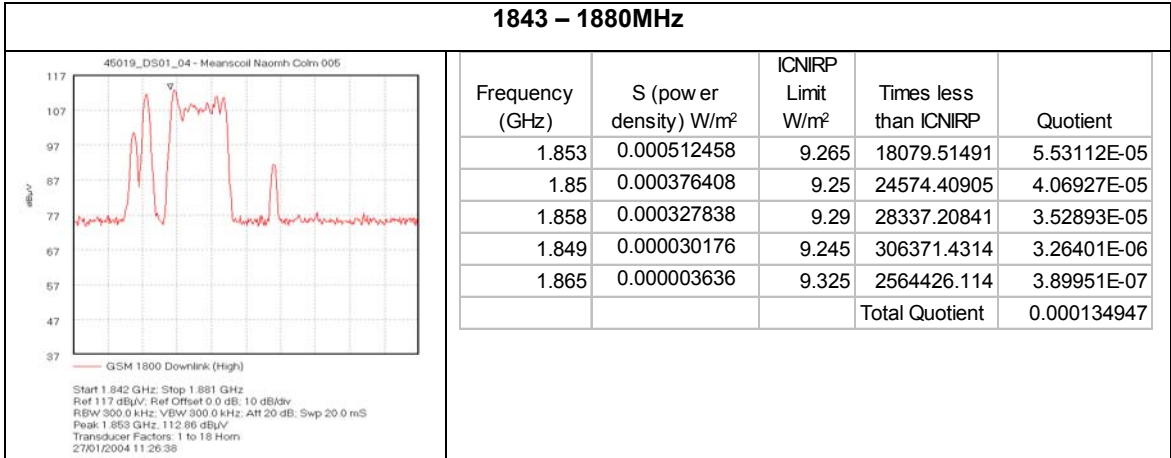 1843 – 1880MHz
45019_DS01_04 - Meanscoil Naomh Colm 005
117
107
97
87
77
67
57
47
37
dBµV
GSM 1800 Downlink (High)
Start 1.842 GHz; Stop 1.881 GHz
Ref 117 dBµV; Ref Offset 0.0 dB; 10 dB/div
RBW 300.0 kHz; VBW 300.0 kHz; Att 20 dB; Swp 20.0 mS
Peak 1.853 GHz, 112.86 dBµV
Transducer Factors: 1 to 18 Horn
27/01/2004 11:26:38
Frequency (GHz) S (power density) W/m² ICNIRP Limit W/m² Times less than ICNIRP Quotient
1.853 0.000512458 9.265 18079.51491 5.53112E-05
1.85 0.000376408 9.25 24574.40905 4.06927E-05
1.858 0.000327838 9.29 28337.20841 3.52893E-05
1.849 0.000030176 9.245 306371.4314 3.26401E-06
1.865 0.000003636 9.325 2564426.114 3.89951E-07
Total Quotient 0.000134947